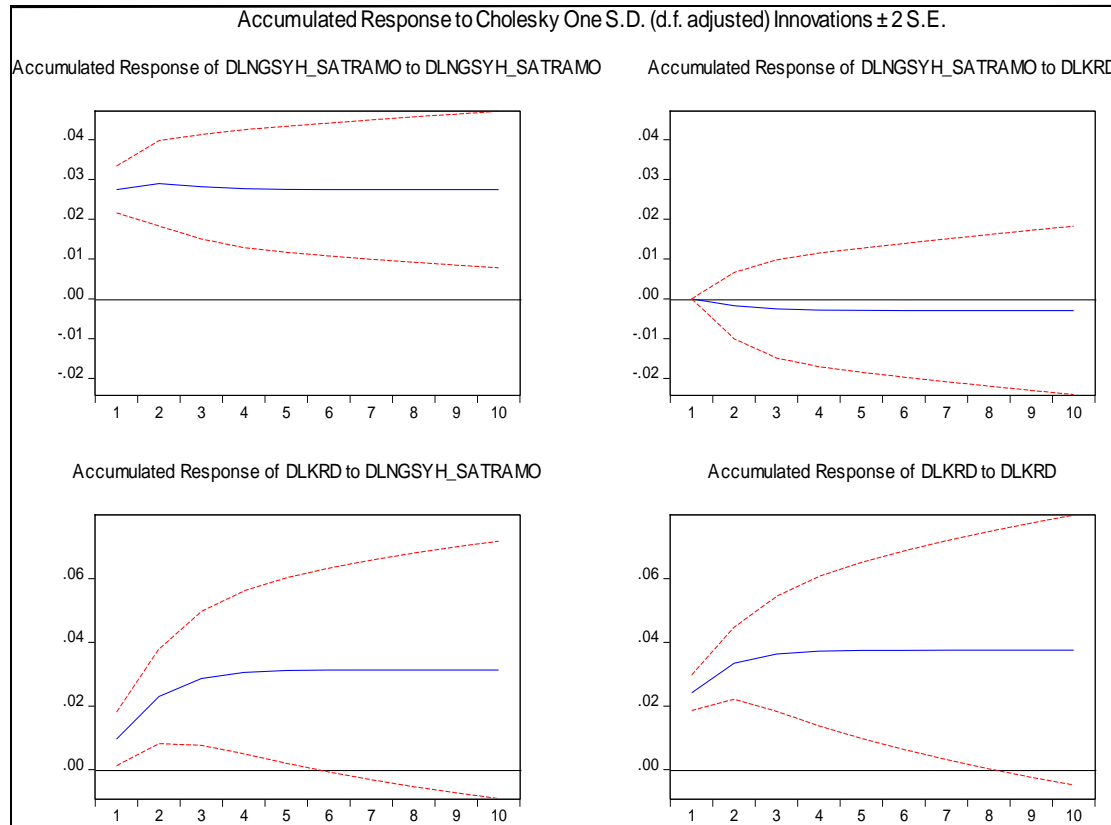 Accumulated Response to Cholesky One S.D. (d.f. adjusted) Innovations ± 2 S.E.
Accumulated Response of DLNGSYH_SATRAMO to DLNGSYH_SATRAMO
.04
.03
.02
.01
.00
-.01
-.02
1 2 3 4 5 6 7 8 9 10
Accumulated Response of DLNGSYH_SATRAMO to DLKRD
.04
.03
.02
.01
.00
-.01
-.02
1 2 3 4 5 6 7 8 9 10
Accumulated Response of DLKRD to DLNGSYH_SATRAMO
.06
.04
.02
.00
1 2 3 4 5 6 7 8 9 10
Accumulated Response of DLKRD to DLKRD
.06
.04
.02
.00
1 2 3 4 5 6 7 8 9 10